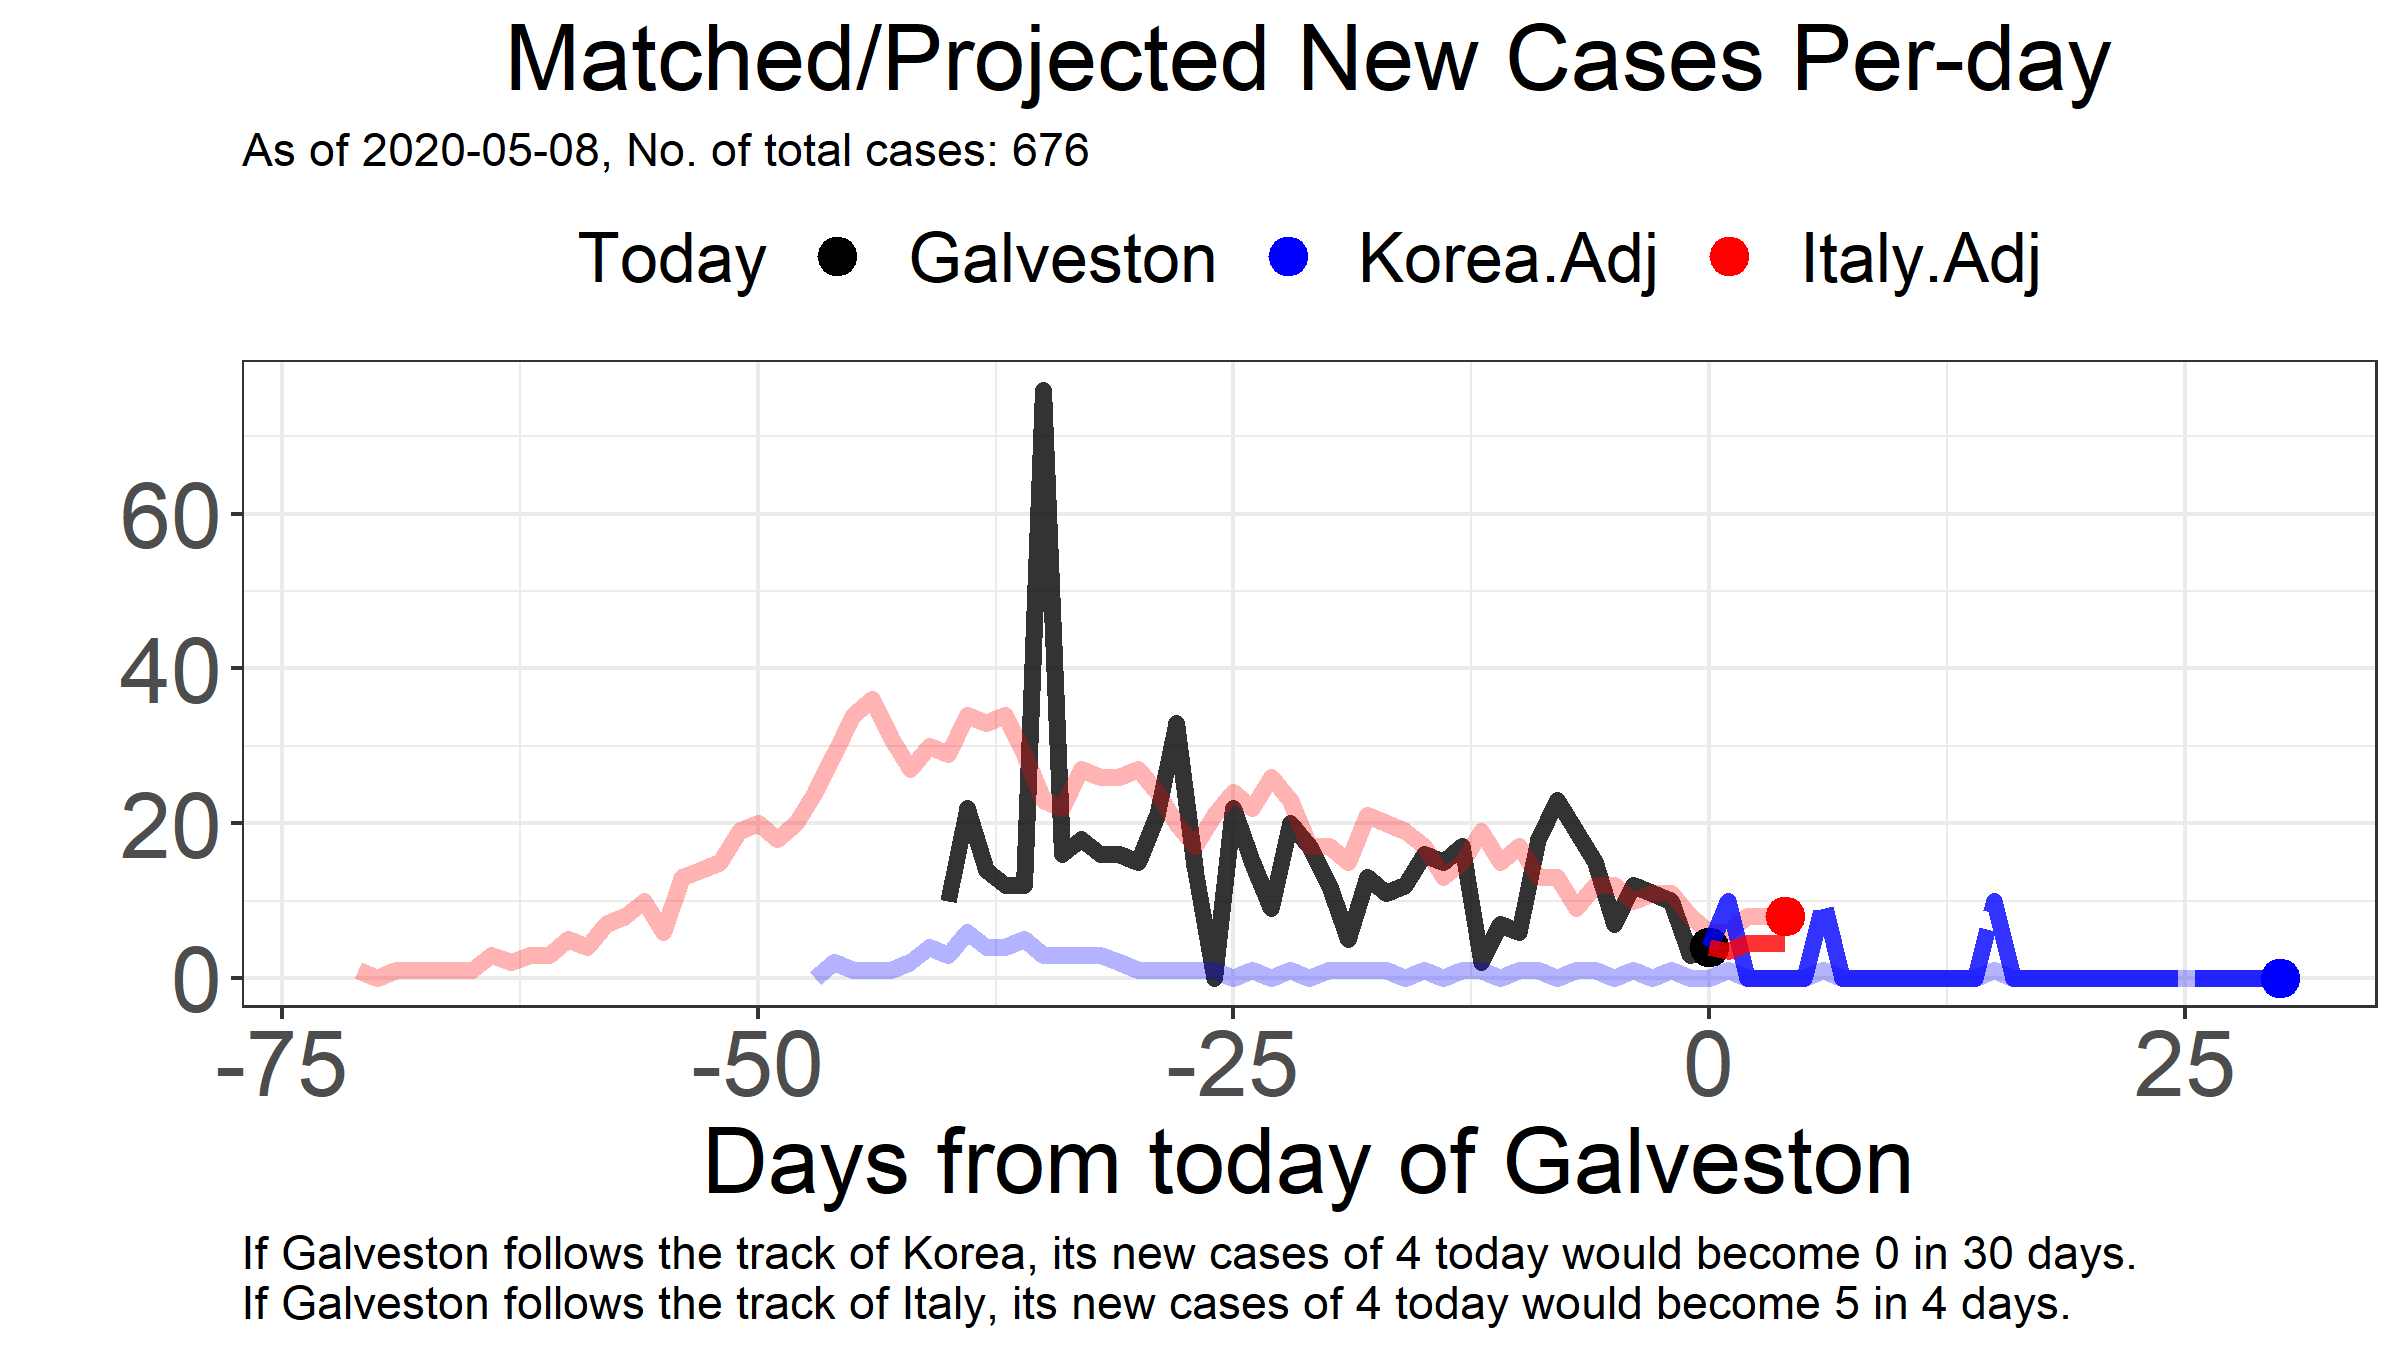 Matched/Projected New Cases Per-day
As of 2020-05-08, No. of total cases: 676
Today Galveston Korea.Adj Italy.Adj
60
40
20
0
-75 -50 -25 0 25
Days from today of Galveston
If Galveston follows the track of Korea, its new cases of 4 today would become 0 in 30 days.
If Galveston follows the track of Italy, its new cases of 4 today would become 5 in 4 days.